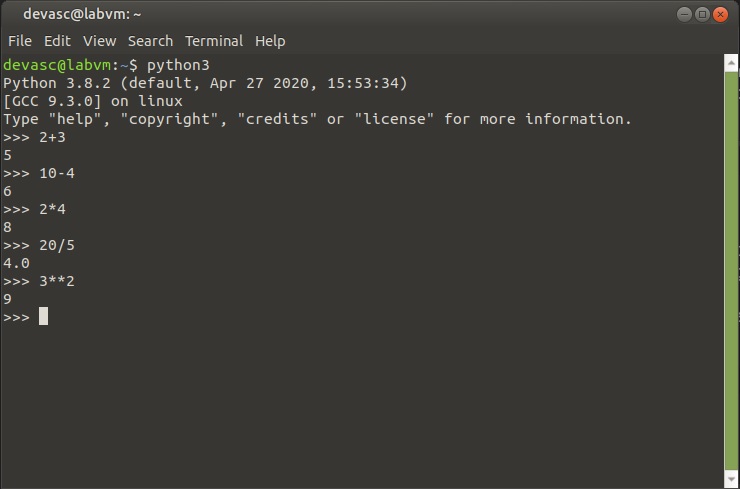 devasc@labvm: ~
File Edit View Search Terminal Help
devasc@labvm:~$ python3
Python 3.8.2 (default, Apr 27 2020, 15:53:34)
[GCC 9.3.0] on linux
Type "help", "copyright", "credits" or "license" for more information.
>>> 2+3
5
>>> 10-4
6
>>> 2*4
8
>>> 20/5
4.0
>>> 3**2
9
>>>